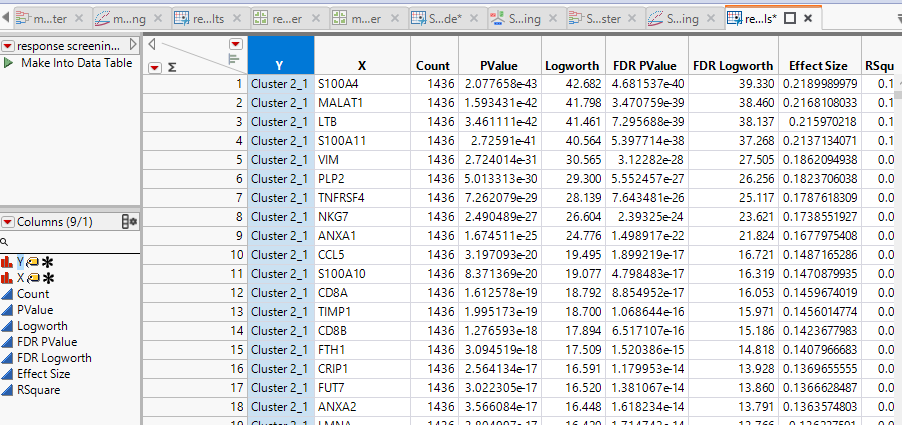 m...ter m...ng re...lts re...er m...er S...de* S...ing S...ster S...ing re...ls*
response screenin...
Make Into Data Table
Σ
Y X Count PValue Logworth FDR PValue FDR Logworth Effect Size RSqu
1 Cluster 2_1 S100A4 1436 2.077658e-43 42.682 4.681537e-40 39.330 0.2189989979 0.1
2 Cluster 2_1 MALAT1 1436 1.593431e-42 41.798 3.470759e-39 38.460 0.2168108033 0.1
3 Cluster 2_1 LTB 1436 3.461111e-42 41.461 7.295688e-39 38.137 0.215970218 0.1
4 Cluster 2_1 S100A11 1436 2.72591e-41 40.564 5.397714e-38 37.268 0.2137134071 0.1
5 Cluster 2_1 VIM 1436 2.724014e-31 30.565 3.12282e-28 27.505 0.1862094938 0.0
6 Cluster 2_1 PLP2 1436 5.013313e-30 29.300 5.552457e-27 26.256 0.1823706038 0.0
7 Cluster 2_1 TNFRSF4 1436 7.262079e-29 28.139 7.643481e-26 25.117 0.1787618309 0.0
8 Cluster 2_1 NKG7 1436 2.490489e-27 26.604 2.39325e-24 23.621 0.1738551927 0.0
9 Cluster 2_1 ANXA1 1436 1.674511e-25 24.776 1.498917e-22 21.824 0.1677975408 0.0
10 Cluster 2_1 CCL5 1436 3.197093e-20 19.495 1.899219e-17 16.721 0.1487165286 0.0
11 Cluster 2_1 S100A10 1436 8.371369e-20 19.077 4.798483e-17 16.319 0.1470879935 0.0
12 Cluster 2_1 CD8A 1436 1.612578e-19 18.792 8.854952e-17 16.053 0.1459674019 0.0
13 Cluster 2_1 TIMP1 1436 1.995173e-19 18.700 1.068644e-16 15.971 0.1456014774 0.0
14 Cluster 2_1 CD8B 1436 1.276593e-18 17.894 6.517107e-16 15.186 0.1423677983 0.0
15 Cluster 2_1 FTH1 1436 3.094519e-18 17.509 1.520386e-15 14.818 0.1407966683 0.0
16 Cluster 2_1 CRIP1 1436 2.564134e-17 16.591 1.179953e-14 13.928 0.1369655555 0.0
17 Cluster 2_1 FUT7 1436 3.022305e-17 16.520 1.381067e-14 13.860 0.1366628487 0.0
18 Cluster 2_1 ANXA2 1436 3.566084e-17 16.448 1.618234e-14 13.791 0.1363574803 0.0
Columns (9/1)
Y
X
Count
PValue
Logworth
FDR PValue
FDR Logworth
Effect Size
RSquare